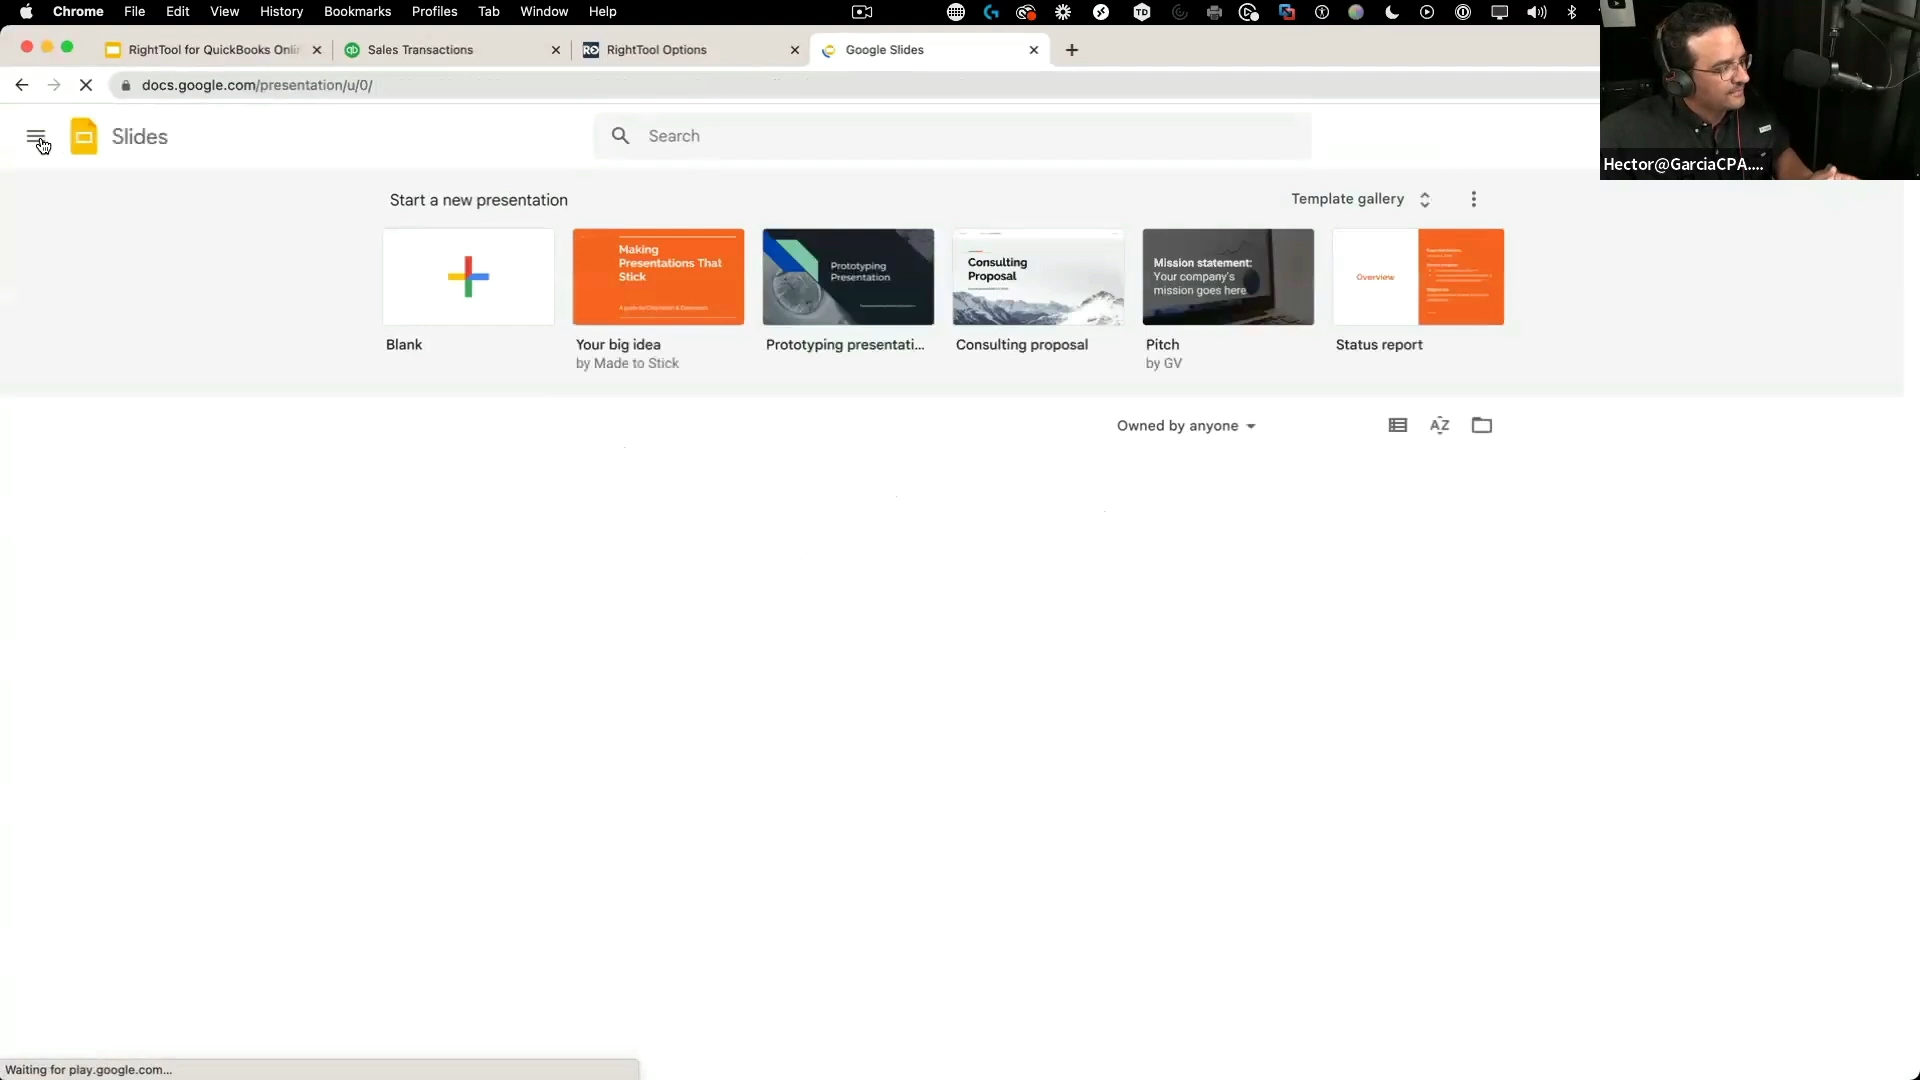 Chrome File Edit View History Bookmarks Profiles Tab Window Help
TD
RightTool for QuickBooks Onli
Sales Transactions
RightTool Options
Google Slides
docs.google.com/presentation/u/0/
Slides
Search
Hector@GarciaCPA....
Start a new presentation
Template gallery
Making
Presentations That
Stick
Prototyping
Presentation
Consulting
Proposal
Mission statement:
Your company's
mission goes here
Overview
Blank
Your big idea
by Made to Stick
Prototyping presentati...
Consulting proposal
Pitch
by GV
Status report
Owned by anyone
AZ
Waiting for play.google.com...